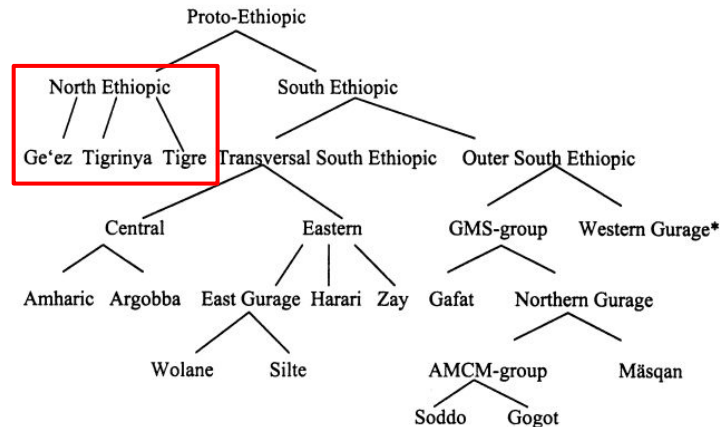 Proto-Ethiopic
North Ethiopic South Ethiopic
Ge‘ez Tigrinya Tigre Transversal South Ethiopic Outer South Ethiopic
Central Eastern GMS-group Western Gurage*
Amharic Argobba East Gurage Harari Zay Gafat Northern Gurage
Wolane Silte AMCM-group Mäsqan
Soddo Gogot